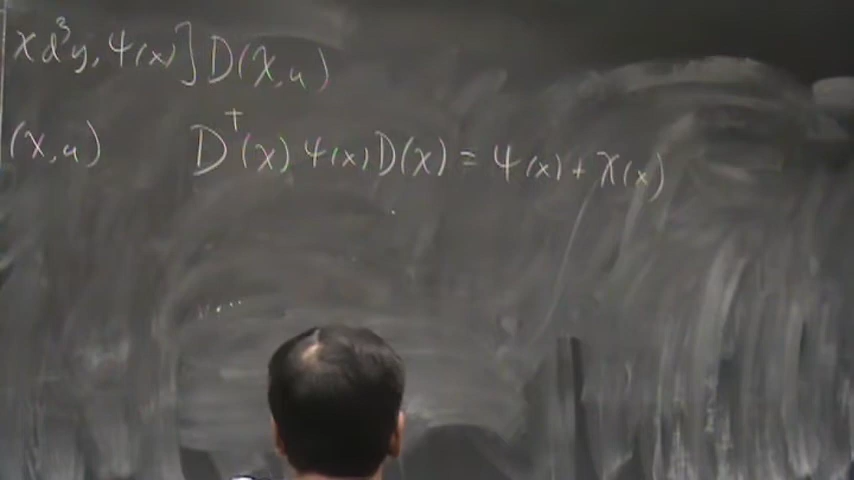 χ d³y, Ψ(x)] D(χ, u)
(χ, u) D†(χ) Ψ(x) D(χ) = Ψ(x) + χ(x)